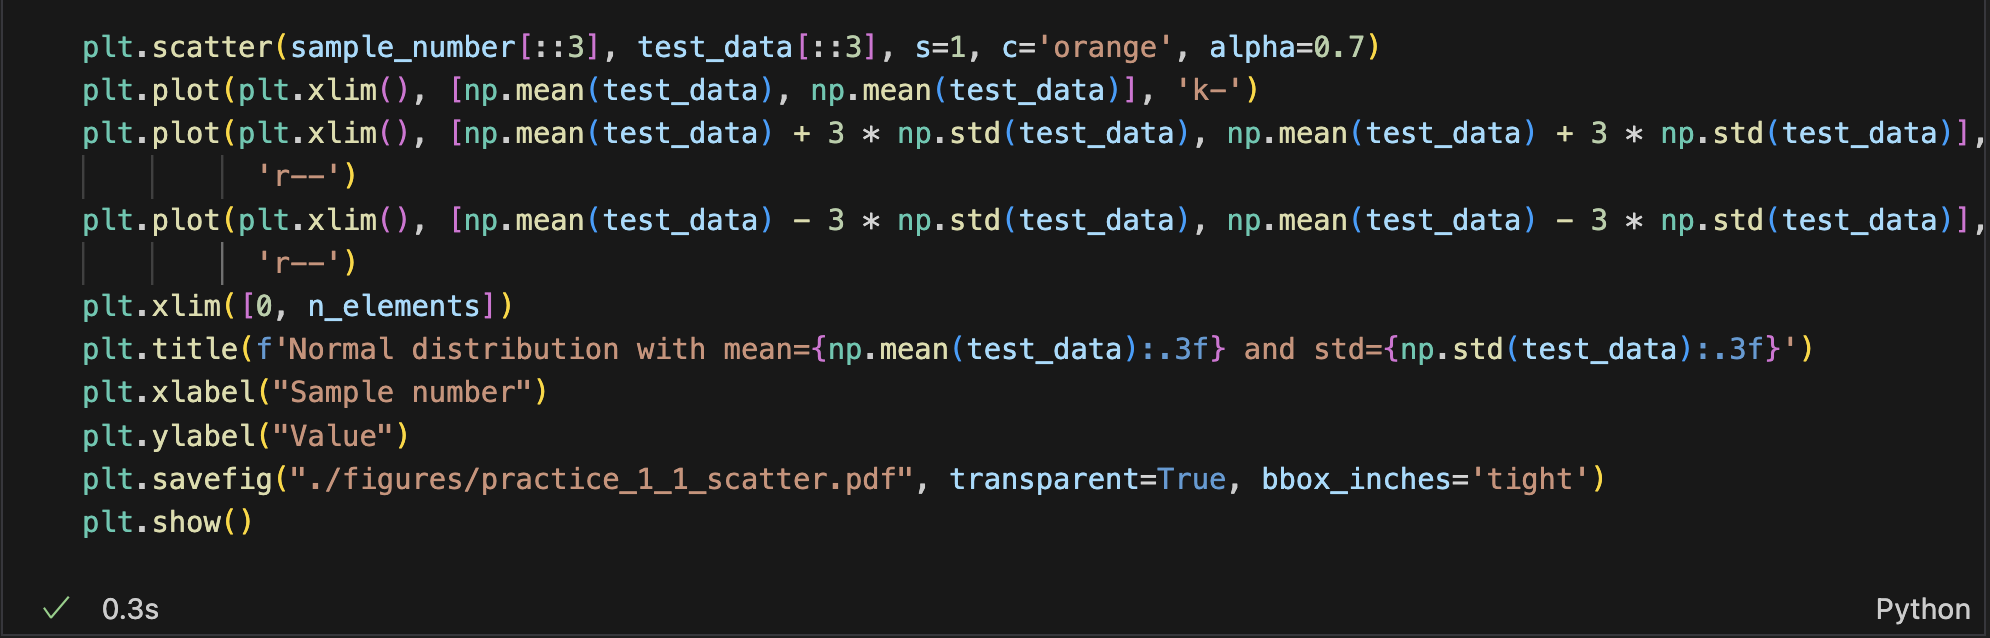 plt.scatter(sample_number[::3], test_data[::3], s=1, c='orange', alpha=0.7)
plt.plot(plt.xlim(), [np.mean(test_data), np.mean(test_data)], 'k-')
plt.plot(plt.xlim(), [np.mean(test_data) + 3 * np.std(test_data), np.mean(test_data) + 3 * np.std(test_data)],
'r--')
plt.plot(plt.xlim(), [np.mean(test_data) - 3 * np.std(test_data), np.mean(test_data) - 3 * np.std(test_data)],
'r--')
plt.xlim([0, n_elements])
plt.title(f'Normal distribution with mean={np.mean(test_data):.3f} and std={np.std(test_data):.3f}')
plt.xlabel("Sample number")
plt.ylabel("Value")
plt.savefig("./figures/practice_1_1_scatter.pdf", transparent=True, bbox_inches='tight')
plt.show()
0.3s
Python